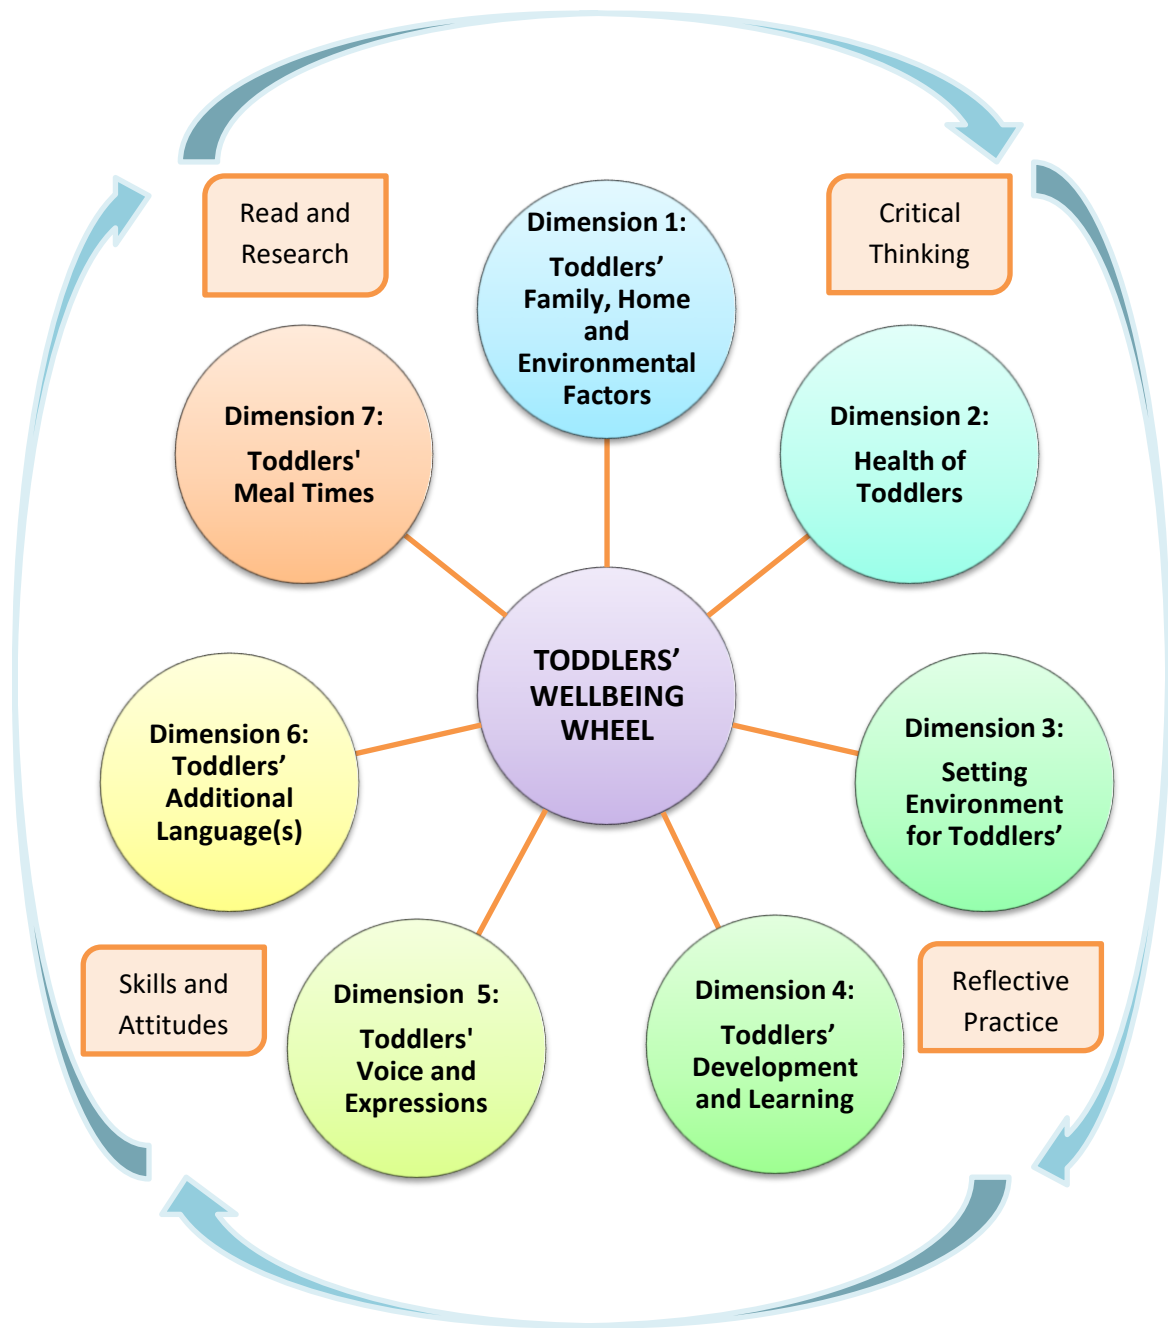 Read and
Research
Critical
Thinking
Dimension 1:
Toddlers’
Family, Home
and
Environmental
Factors
Dimension 7:
Toddlers'
Meal Times
Dimension 2:
Health of
Toddlers
TODDLERS’
WELLBEING
WHEEL
Dimension 6:
Toddlers’
Additional
Language(s)
Dimension 3:
Setting
Environment
for Toddlers’
Skills and
Attitudes
Dimension  5:
Toddlers'
Voice and
Expressions
Dimension 4:
Toddlers’
Development
and Learning
Reflective
Practice